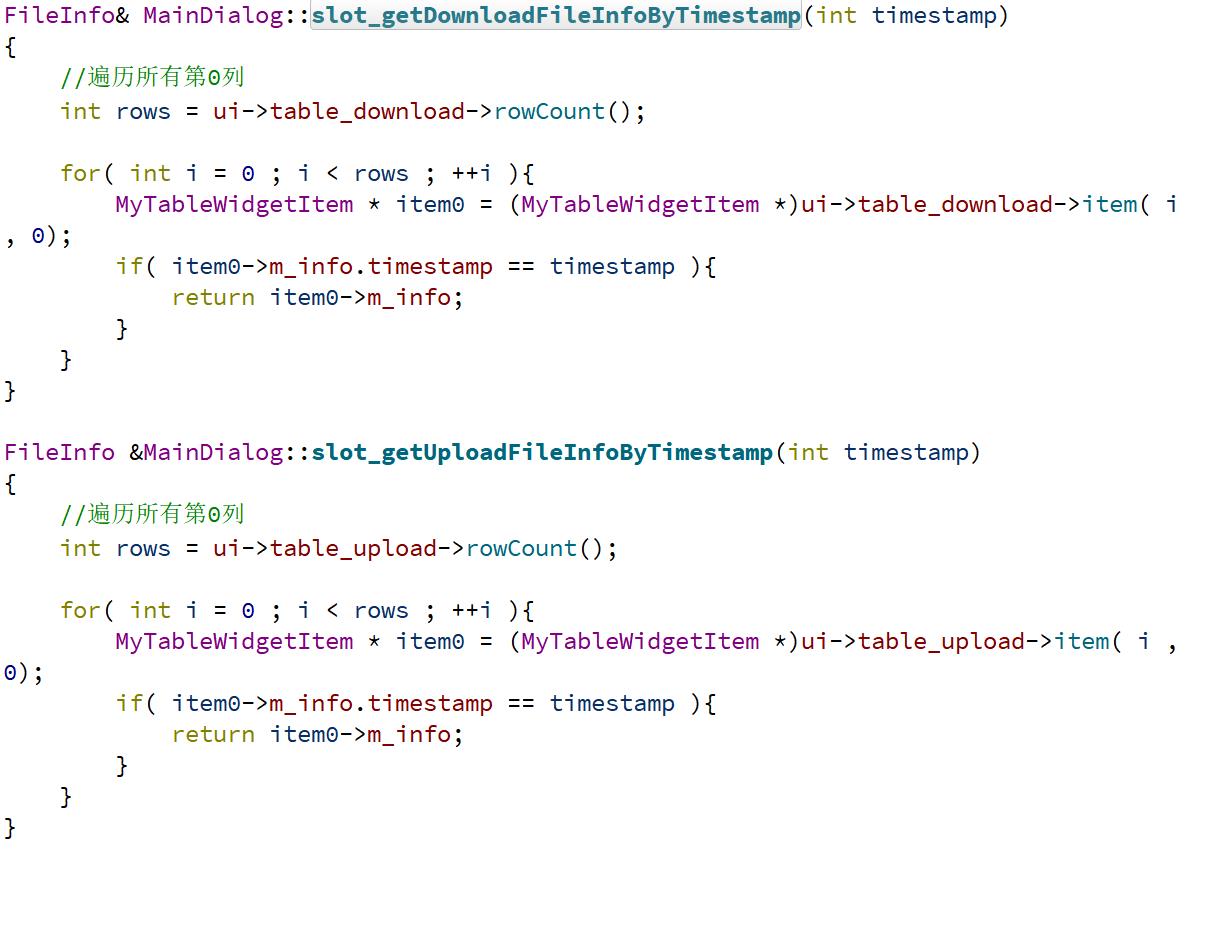 FileInfo& MainDialog::slot_getDownloadFileInfoByTimestamp(int timestamp)
{
    //遍历所有第0列
    int rows = ui->table_download->rowCount();
    for( int i = 0 ; i < rows ; ++i ){
        MyTableWidgetItem * item0 = (MyTableWidgetItem *)ui->table_download->item( i
, 0);
        if( item0->m_info.timestamp == timestamp ){
            return item0->m_info;
        }
    }
}
FileInfo &MainDialog::slot_getUploadFileInfoByTimestamp(int timestamp)
{
    //遍历所有第0列
    int rows = ui->table_upload->rowCount();
    for( int i = 0 ; i < rows ; ++i ){
        MyTableWidgetItem * item0 = (MyTableWidgetItem *)ui->table_upload->item( i ,
0);
        if( item0->m_info.timestamp == timestamp ){
            return item0->m_info;
        }
    }
}